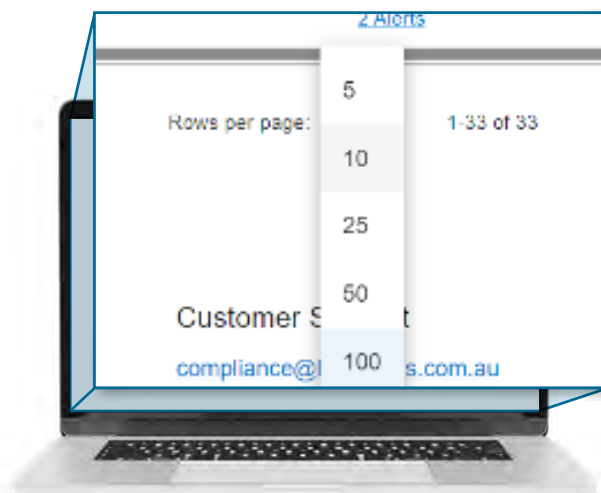 2 Alerts
5
Rows per page:
1-33 of 33
10
25
50
Customer S t
compliance@ s.com.au
100